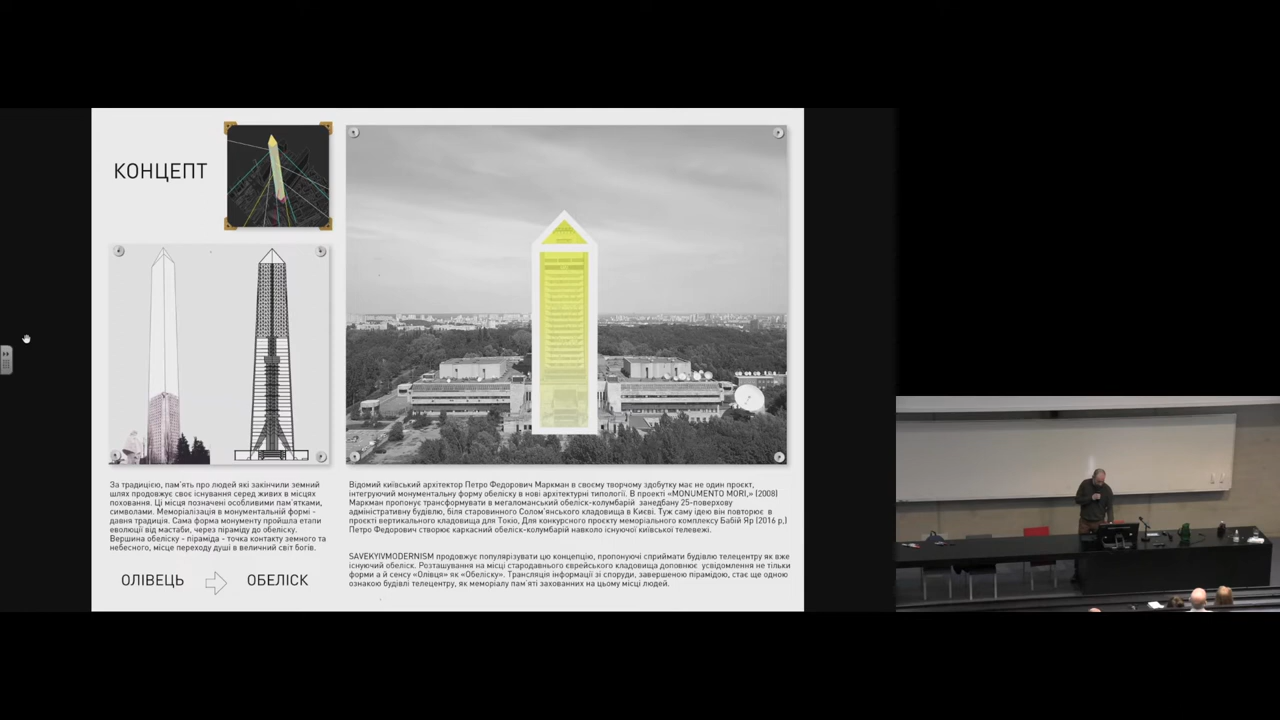 КОНЦЕПТ
За традицією, пам'ять про людей які закінчили земний
шлях продовжує своє існування серед живих в місцях
поховання. Ці місця позначені особливими пам'ятками,
символами. Меморіалізація в монументальній формі -
давня традиція. Сама форма монументу пройшла етапи
еволюції від мастаби, через піраміду до обеліску.
Вершина обеліску - піраміда - точка контакту земного та
небесного, місце переходу душі в величний світ богів.
ОЛІВЕЦЬ
ОБЕЛІСК
Відомий київський архітектор Петро Федорович Маркман в своєму творчому здобутку має не один проєкт,
інтегруючий монументальну форму обеліску в нові архітектурні типології. В проекті «MONUMENTO MORI,» (2008)
Маркман пропонує трансформувати в мегаломанський обеліск-колумбарій занедбану 25-поверхову
адміністративну будівлю, біля старовинного Солом'янського кладовища в Києві. Туж саму ідею він повторює в
проєкті вертикального кладовища для Токіо, Для конкурсного проєкту меморіального комплексу Бабій Яр (2016 р,)
Петро Федорович створює каркасний обеліск-колумбарій навколо існуючої київської телевежі.
SAVEKYIVMODERNISM продовжує популярізувати цю концепцію, пропонуючі сприймати будівлю телецентру як вже
існуючий обеліск. Розташування на місці стародавнього єврейського кладовища доповнює усвідомлення не тільки
форми а й сенсу «Олівця» як «Обеліску». Трансляція інформації зі споруди, завершеною пірамідою, стає ще одною
ознакою будівлі телецентру, як меморіалу пам'яті захованних на цьому місці людей.